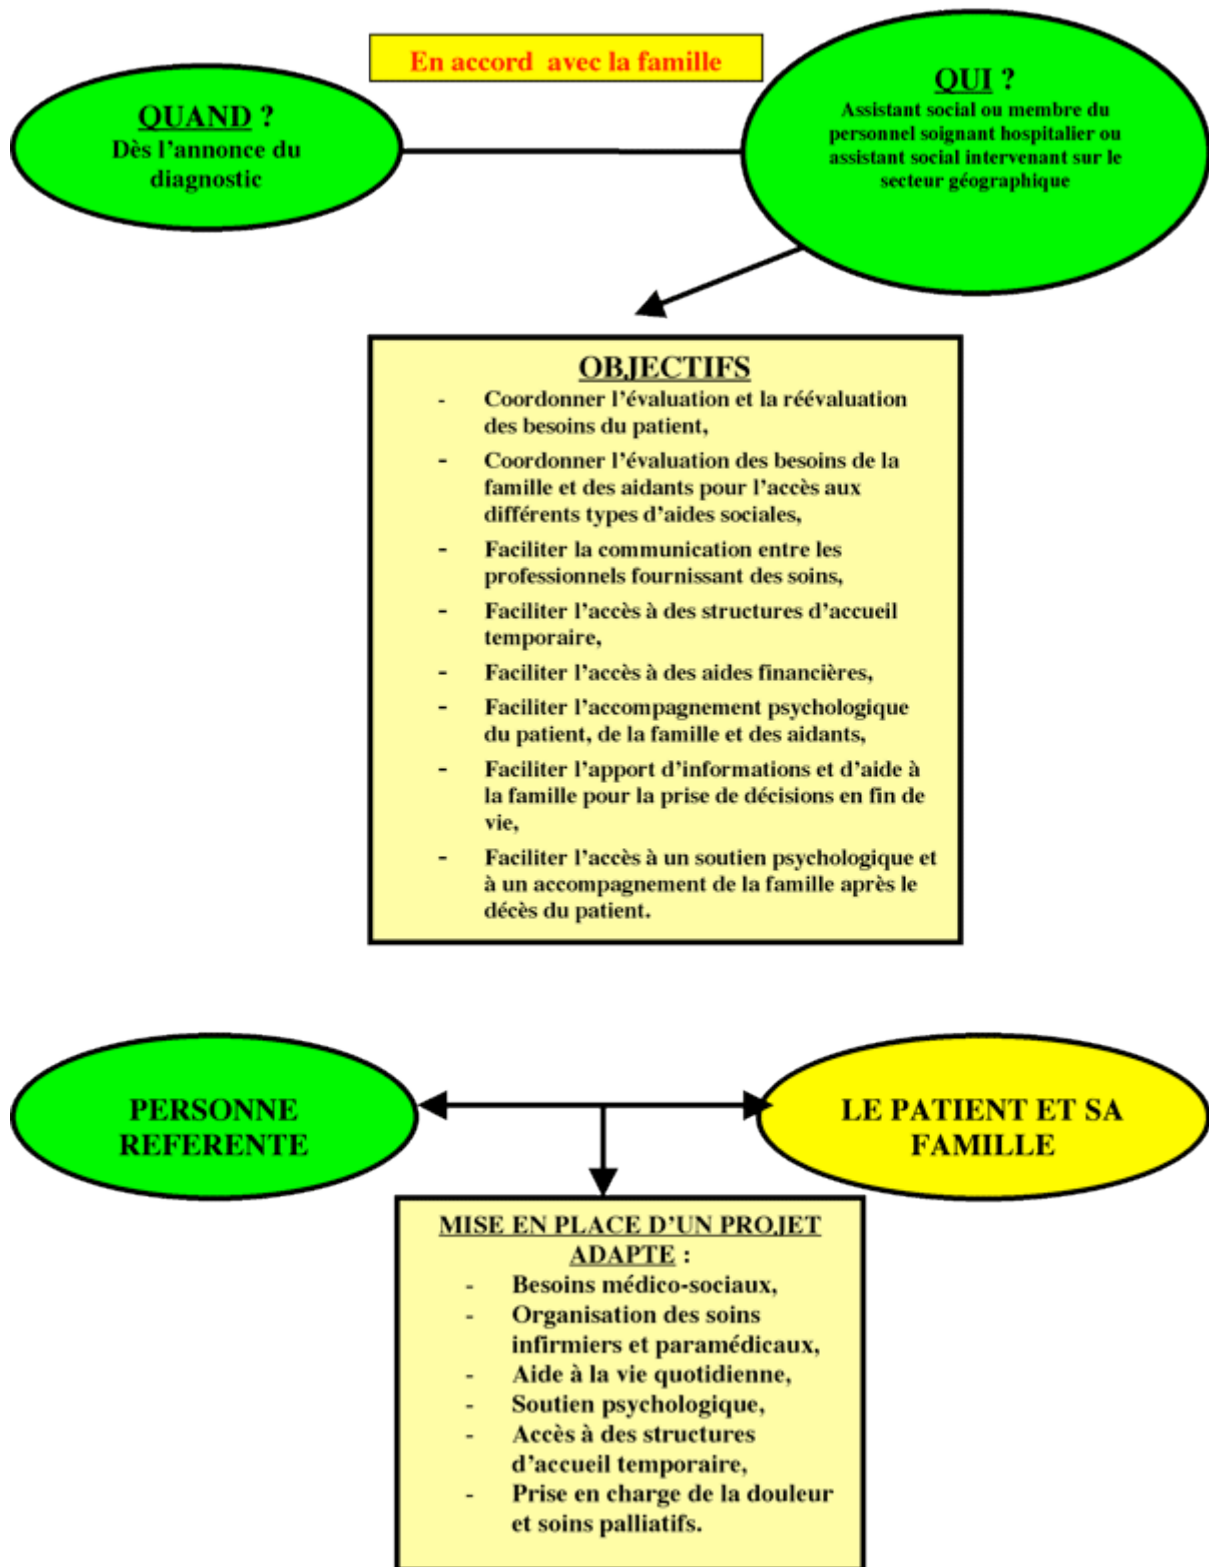 En accord avec la famille
QUAND ?
Dès l'annonce du
diagnostic
QUI ?
Assistant social ou membre du
personnel soignant hospitalier ou
assistant social intervenant sur le
secteur géographique
OBJECTIFS
- Coordonner l'évaluation et la réévaluation
des besoins du patient,
- Coordonner l'évaluation des besoins de la
famille et des aidants pour l'accès aux
différents types d'aides sociales,
- Faciliter la communication entre les
professionnels fournissant des soins,
- Faciliter l'accès à des structures d'accueil
temporaire,
- Faciliter l'accès à des aides financières,
- Faciliter l'accompagnement psychologique
du patient, de la famille et des aidants,
- Faciliter l'apport d'informations et d'aide à
la famille pour la prise de décisions en fin de
vie,
- Faciliter l'accès à un soutien psychologique et
à un accompagnement de la famille après le
décès du patient.
PERSONNE
REFERENTE
LE PATIENT ET SA
FAMILLE
MISE EN PLACE D'UN PROJET
ADAPTE :
- Besoins médico-sociaux,
- Organisation des soins
infirmiers et paramédicaux,
- Aide à la vie quotidienne,
- Soutien psychologique,
- Accès à des structures
d'accueil temporaire,
- Prise en charge de la douleur
et soins palliatifs.